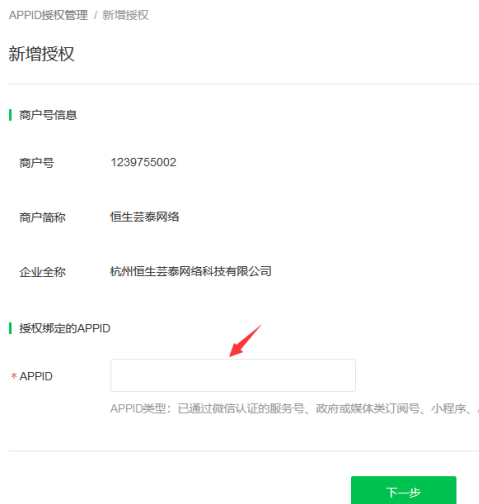 APPID授权管理 / 新增授权
新增授权
商户号信息
商户号 1239755002
商户简称 恒生芸泰网络
企业全称 杭州恒生芸泰网络科技有限公司
授权绑定的APPID
* APPID
APPID类型：已通过微信认证的服务号、政府或媒体类订阅号、小程序、
下一步